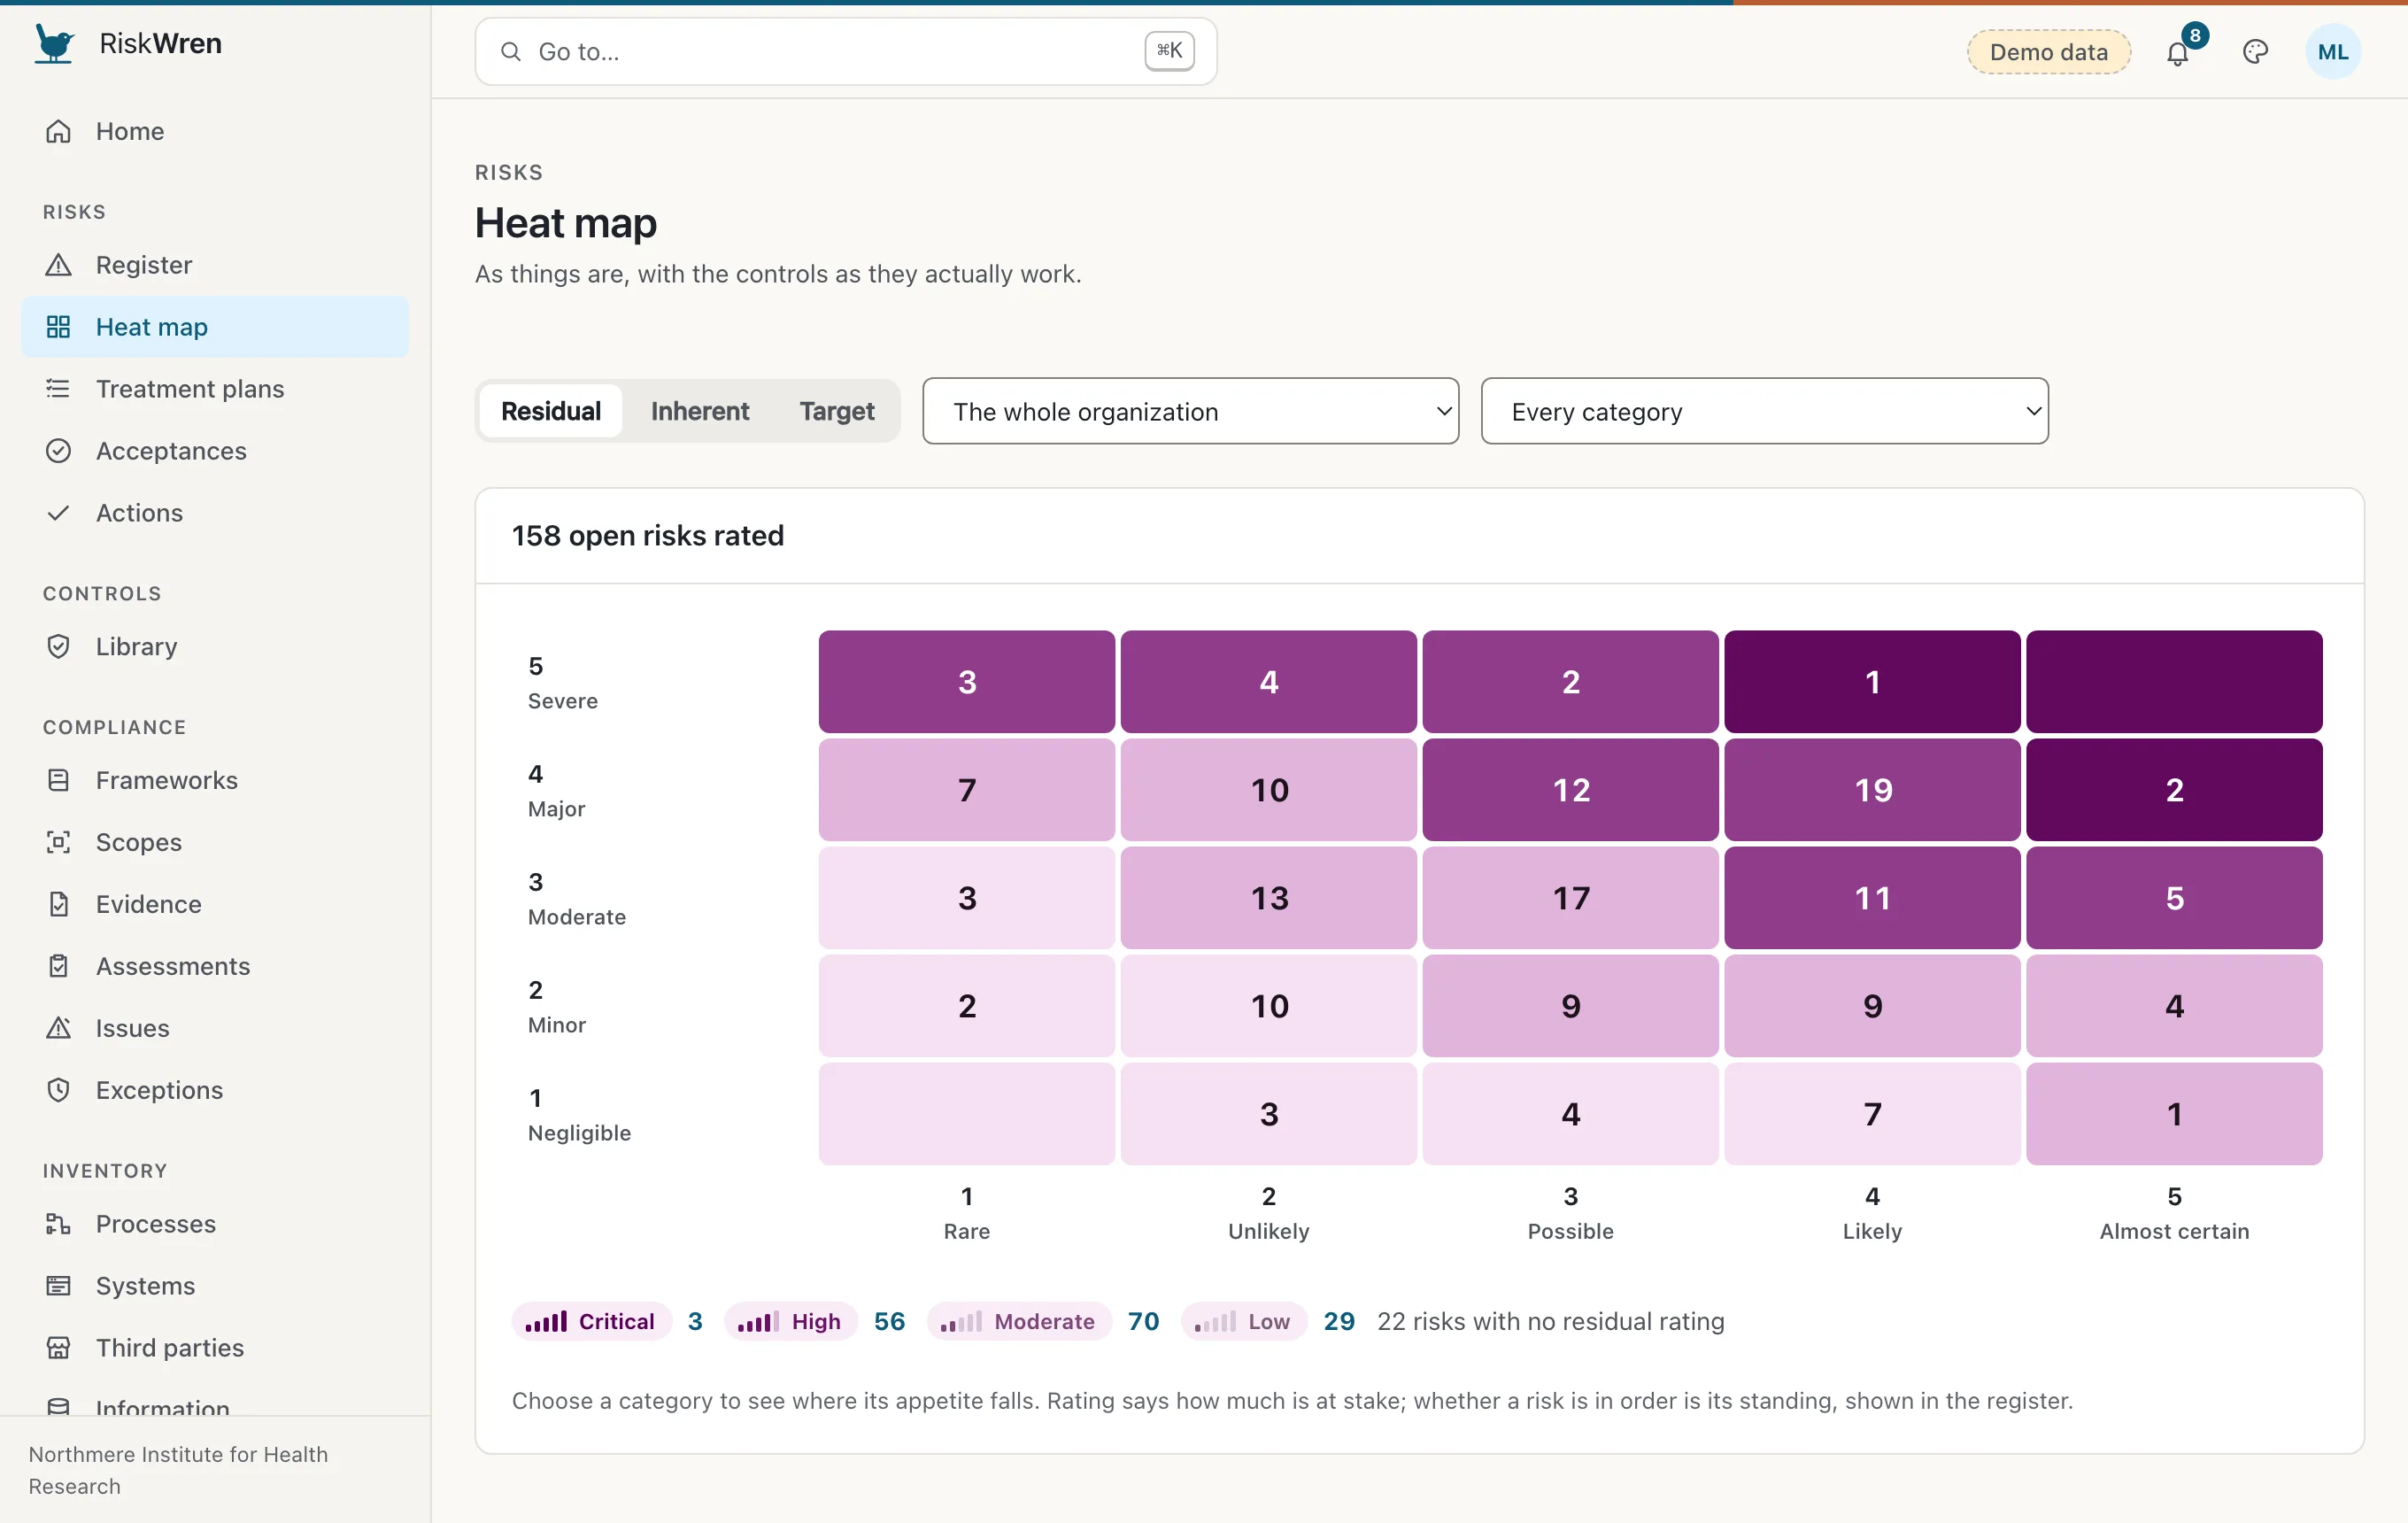 RiskWren
Go to...
⌘K
Demo data
8
ML
Home
RISKS
Register
Heat map
Treatment plans
Acceptances
Actions
CONTROLS
Library
COMPLIANCE
Frameworks
Scopes
Evidence
Assessments
Issues
Exceptions
INVENTORY
Processes
Systems
Third parties
Information
Northmere Institute for Health
Research
RISKS
Heat map
As things are, with the controls as they actually work.
Residual Inherent Target
The whole organization
Every category
158 open risks rated
5
Severe
3 4 2 1
4
Major
7 10 12 19 2
3
Moderate
3 13 17 11 5
2
Minor
2 10 9 9 4
1
Negligible
3 4 7 1
1 2 3 4 5
Rare Unlikely Possible Likely Almost certain
Critical 3 High 56 Moderate 70 Low 29 22 risks with no residual rating
Choose a category to see where its appetite falls. Rating says how much is at stake; whether a risk is in order is its standing, shown in the register.